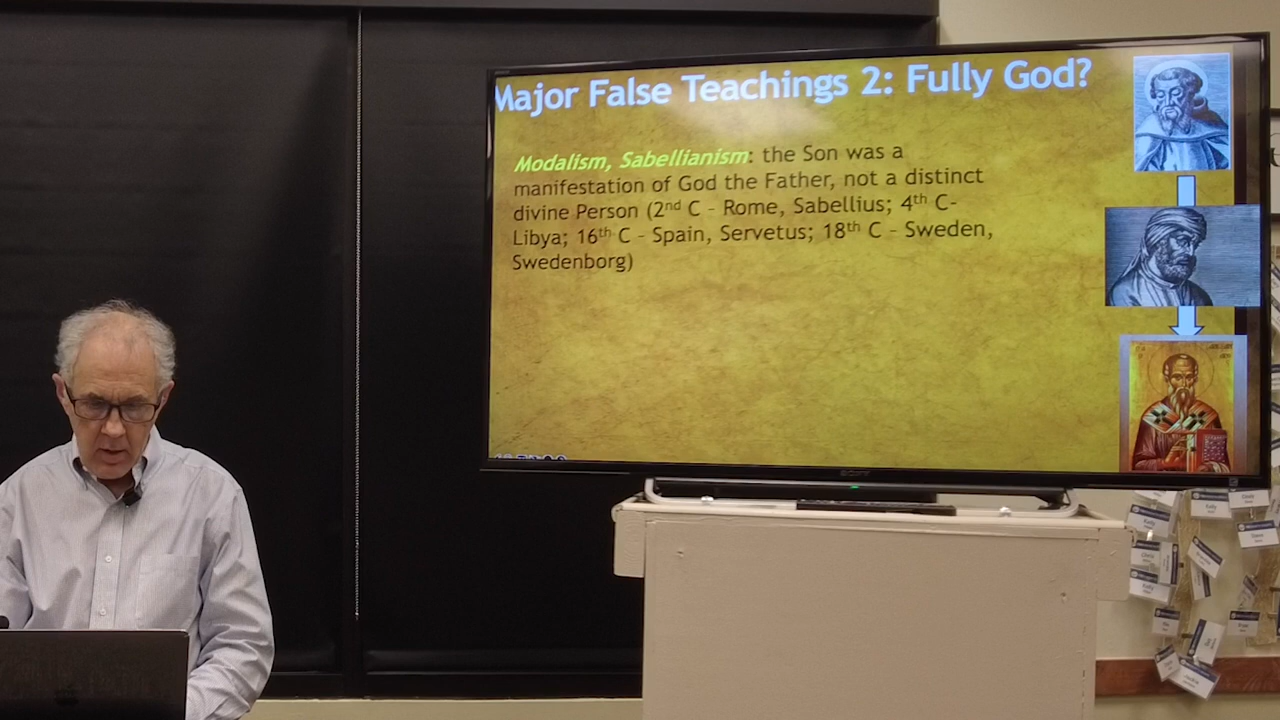 Major False Teachings 2: Fully God?
Modalism, Sabellianism: the Son was a
manifestation of God the Father, not a distinct
divine Person (2nd C – Rome, Sabellius; 4th C-
Libya; 16th C – Spain, Servetus; 18th C – Sweden,
Swedenborg)
SONY